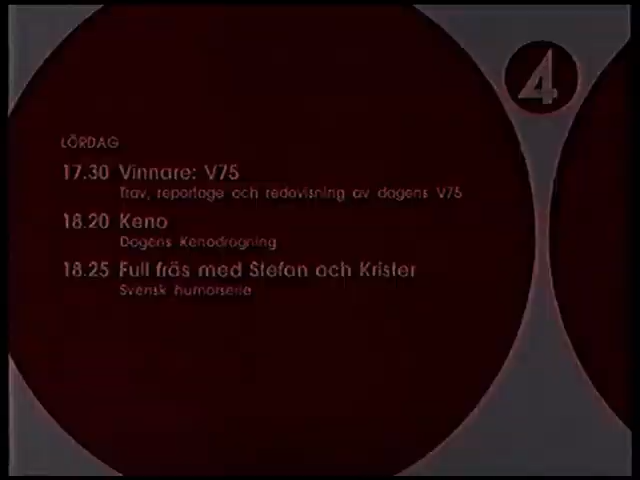 4
LÖRDAG
17.30 Vinnare: V75
Trav, reportage och redovisning av dagens V75
18.20 Keno
Dagens Kenodragning
18.25 Full fräs med Stefan och Krister
Svensk humorserie